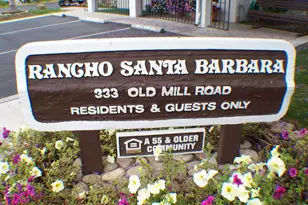 RANCHO SANTA BARBARA
333 OLD MILL ROAD
RESIDENTS & GUESTS ONLY
A 55 & OLDER
COMMUNITY